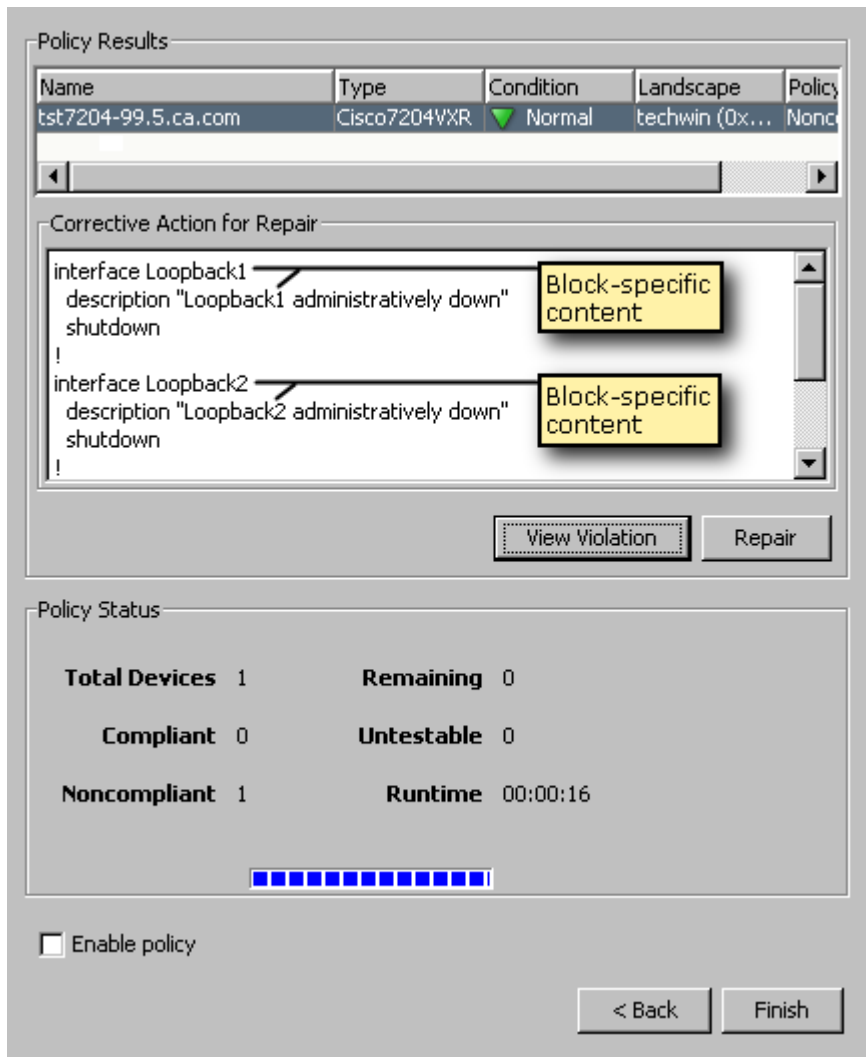 Policy Results
Name Type Condition Landscape Policy
tst7204-99.5.ca.com Cisco7204VXR Normal techwin (0x... Nonc
Corrective Action for Repair
interface Loopback1
description "Loopback1 administratively down"
shutdown
!
Block-specific
content
interface Loopback2
description "Loopback2 administratively down"
shutdown
!
Block-specific
content
View Violation Repair
Policy Status
Total Devices 1 Remaining 0
Compliant 0 Untestable 0
Noncompliant 1 Runtime 00:00:16
Enable policy
< Back Finish